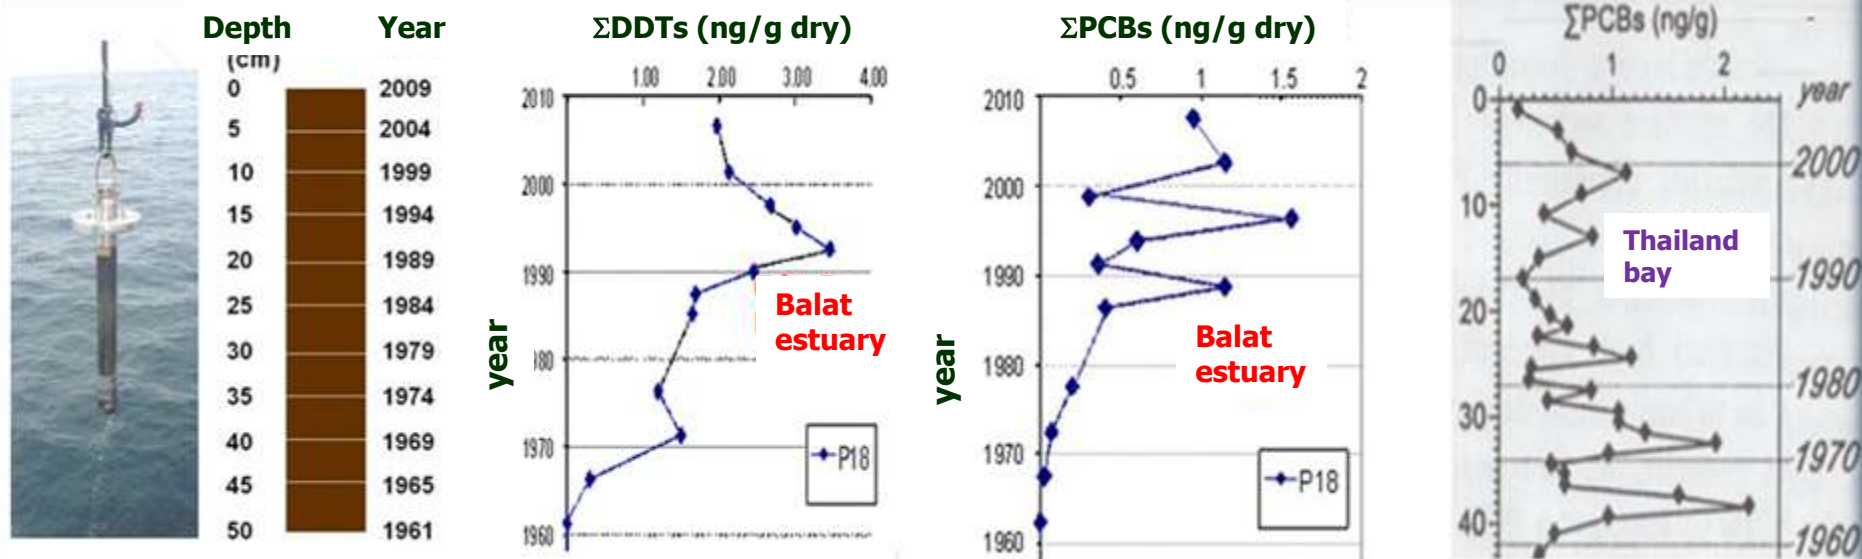 Depth
(cm)
0
5
10
15
20
25
30
35
40
45
50
Year
2009
2004
1999
1994
1989
1984
1979
1974
1969
1965
1961
ΣDDTs (ng/g dry)
1.00 2.00 3.00 4.00
2010
2000
1990
1980
1970
1960
year
Balat
estuary
P18
ΣPCBs (ng/g dry)
0.5 1 1.5 2
2010
2000
1990
1980
1970
1960
year
Balat
estuary
P18
ΣPCBs (ng/g)
0 1 2
year
0
10
20
30
40
2000
1990
1980
1970
1960
Thailand
bay